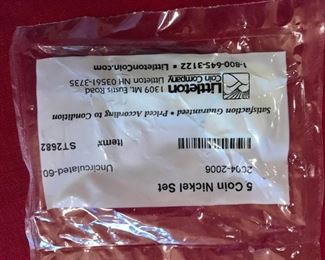 5 Coin Nickel Set
2004-2006
Uncirculated-60
Item#
ST2682
Satisfaction Guaranteed • Priced According to Condition
Littleton
Coin Company
1309 Mt. Eustis Road
Littleton NH 03561-3735
1-800-645-3122 • LittletonCoin.com